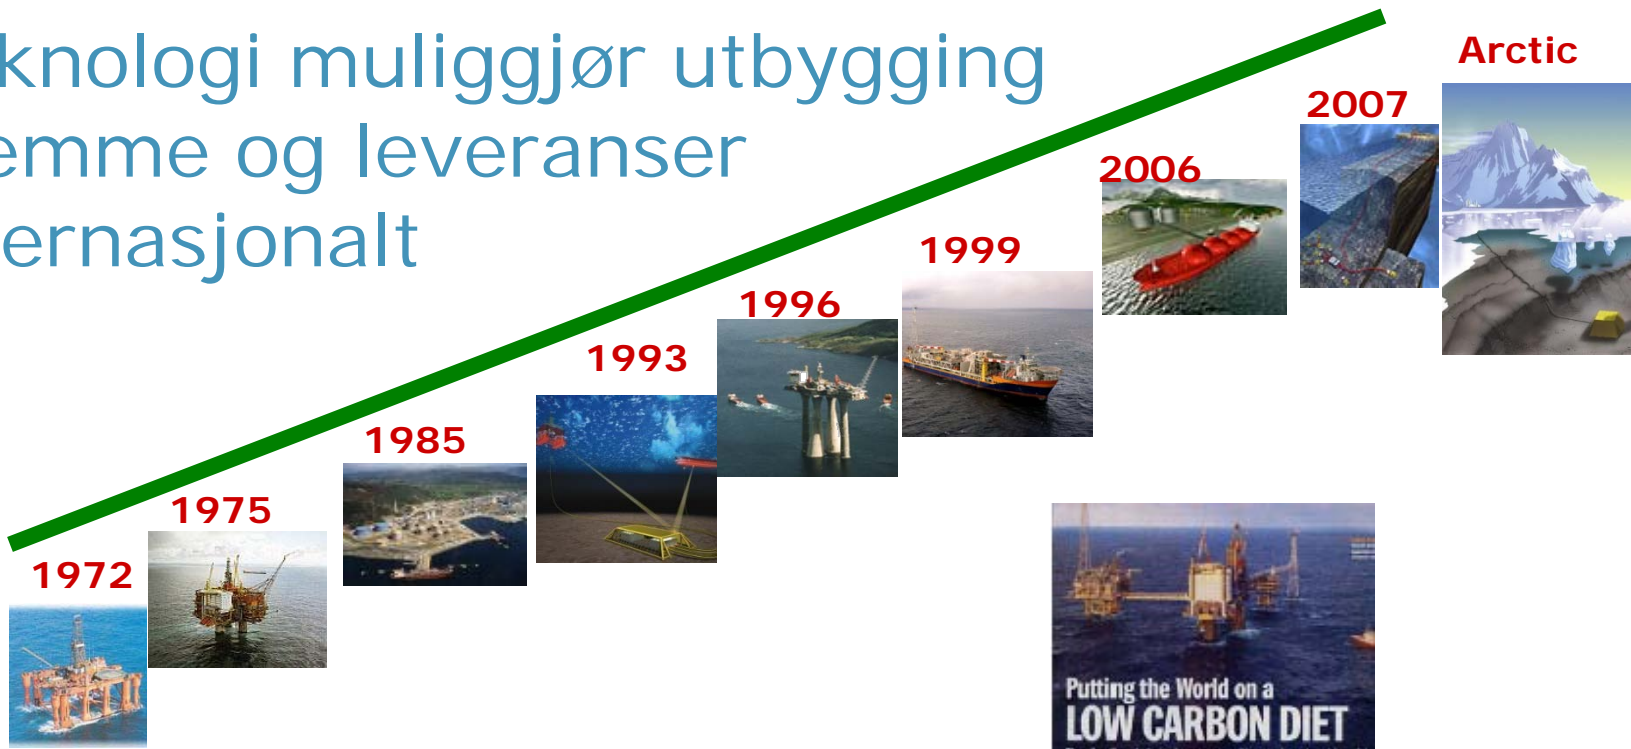 knologi muliggjør utbygging
emme og leveranser
ernasjonalt
Arctic
2007
2006
1999
1996
1993
1985
1975
1972
Putting the World on a
LOW CARBON DIET